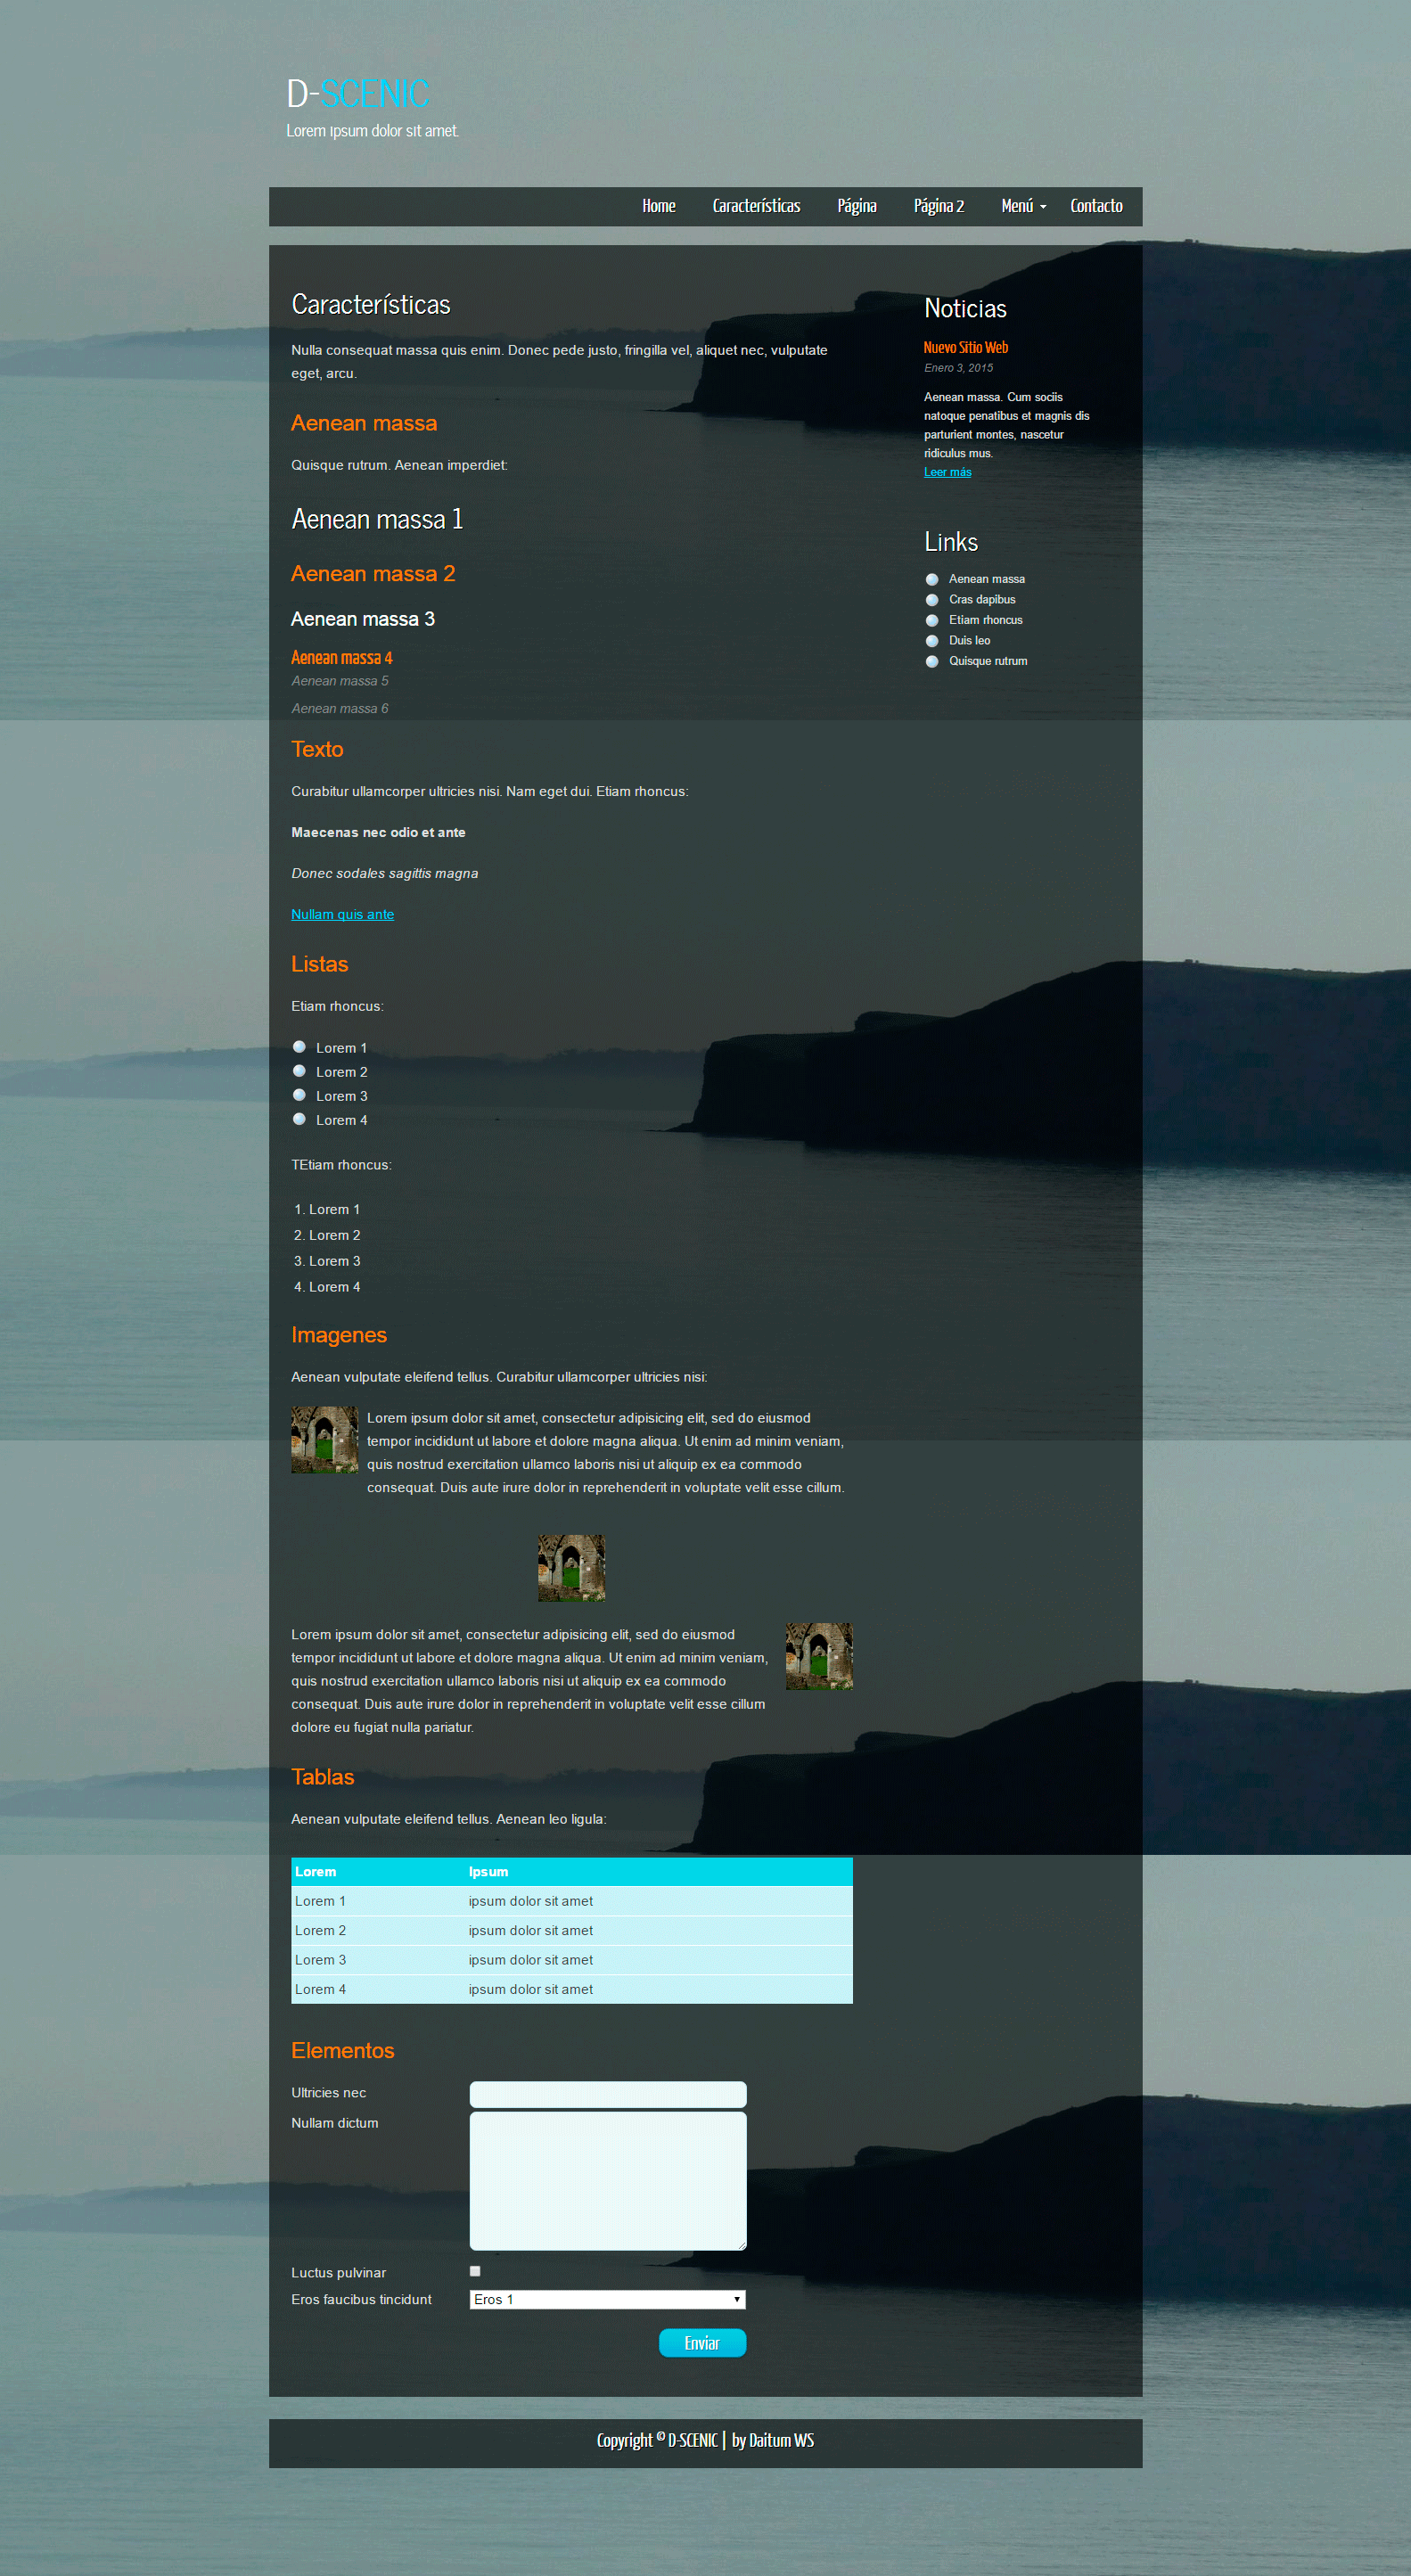 D-SCENIC
Lorem ipsum dolor sit amet.
Home Características Página Página 2 Menú Contacto
Características
Nulla consequat massa quis enim. Donec pede justo, fringilla vel, aliquet nec, vulputate
eget, arcu.
Aenean massa
Quisque rutrum. Aenean imperdiet:
Aenean massa 1
Aenean massa 2
Aenean massa 3
Aenean massa 4
Aenean massa 5
Aenean massa 6
Texto
Curabitur ullamcorper ultricies nisi. Nam eget dui. Etiam rhoncus:
Maecenas nec odio et ante
Donec sodales sagittis magna
Nullam quis ante
Listas
Etiam rhoncus:
Lorem 1
Lorem 2
Lorem 3
Lorem 4
TEtiam rhoncus:
1. Lorem 1
2. Lorem 2
3. Lorem 3
4. Lorem 4
Imagenes
Aenean vulputate eleifend tellus. Curabitur ullamcorper ultricies nisi:
Lorem ipsum dolor sit amet, consectetur adipisicing elit, sed do eiusmod
tempor incididunt ut labore et dolore magna aliqua. Ut enim ad minim veniam,
quis nostrud exercitation ullamco laboris nisi ut aliquip ex ea commodo
consequat. Duis aute irure dolor in reprehenderit in voluptate velit esse cillum.
Lorem ipsum dolor sit amet, consectetur adipisicing elit, sed do eiusmod
tempor incididunt ut labore et dolore magna aliqua. Ut enim ad minim veniam,
quis nostrud exercitation ullamco laboris nisi ut aliquip ex ea commodo
consequat. Duis aute irure dolor in reprehenderit in voluptate velit esse cillum
dolore eu fugiat nulla pariatur.
Tablas
Aenean vulputate eleifend tellus. Aenean leo ligula:
Lorem Ipsum
Lorem 1 ipsum dolor sit amet
Lorem 2 ipsum dolor sit amet
Lorem 3 ipsum dolor sit amet
Lorem 4 ipsum dolor sit amet
Elementos
Ultricies nec
Nullam dictum
Luctus pulvinar
Eros faucibus tincidunt Eros 1
Enviar
Noticias
Nuevo Sitio Web
Enero 3, 2015
Aenean massa. Cum sociis
natoque penatibus et magnis dis
parturient montes, nascetur
ridiculus mus.
Leer más
Links
Aenean massa
Cras dapibus
Etiam rhoncus
Duis leo
Quisque rutrum
Copyright © D-SCENIC | by Daitum WS